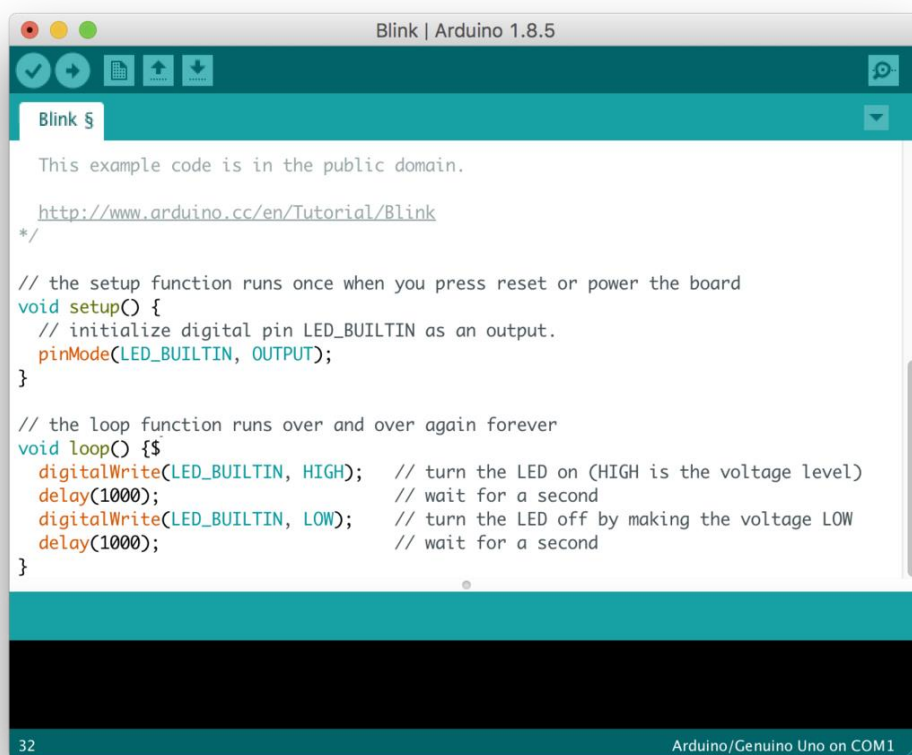 Blink | Arduino 1.8.5
Blink §
This example code is in the public domain.
http://www.arduino.cc/en/Tutorial/Blink
*/
// the setup function runs once when you press reset or power the board
void setup() {
  // initialize digital pin LED_BUILTIN as an output.
  pinMode(LED_BUILTIN, OUTPUT);
}
// the loop function runs over and over again forever
void loop() {$
  digitalWrite(LED_BUILTIN, HIGH);   // turn the LED on (HIGH is the voltage level)
  delay(1000);                       // wait for a second
  digitalWrite(LED_BUILTIN, LOW);    // turn the LED off by making the voltage LOW
  delay(1000);                       // wait for a second
}
32 Arduino/Genuino Uno on COM1